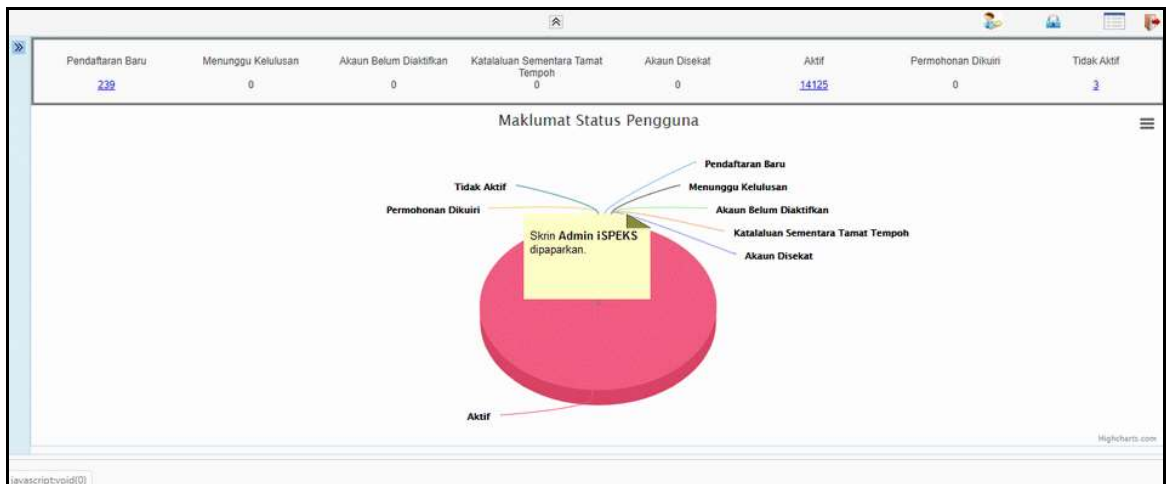 Pendaftaran Baru
Menunggu Kelulusan
Akaun Belum Diaktifkan
Katalaluan Sementara Tamat
Tempoh
Akaun Disekat
Aktif
Permohonan Dikuiri
Tidak Aktif
239
0
0
0
0
14125
0
3
Maklumat Status Pengguna
Pendaftaran Baru
Tidak Aktif
Menunggu Kelulusan
Permohonan Dikuiri
Akaun Belum Diaktifkan
Katalaluan Sementara Tamat Tempoh
Akaun Disekat
Skrin Admin iSPEKS
dipaparkan.
Aktif
Highcharts.com
javascript:void(0)